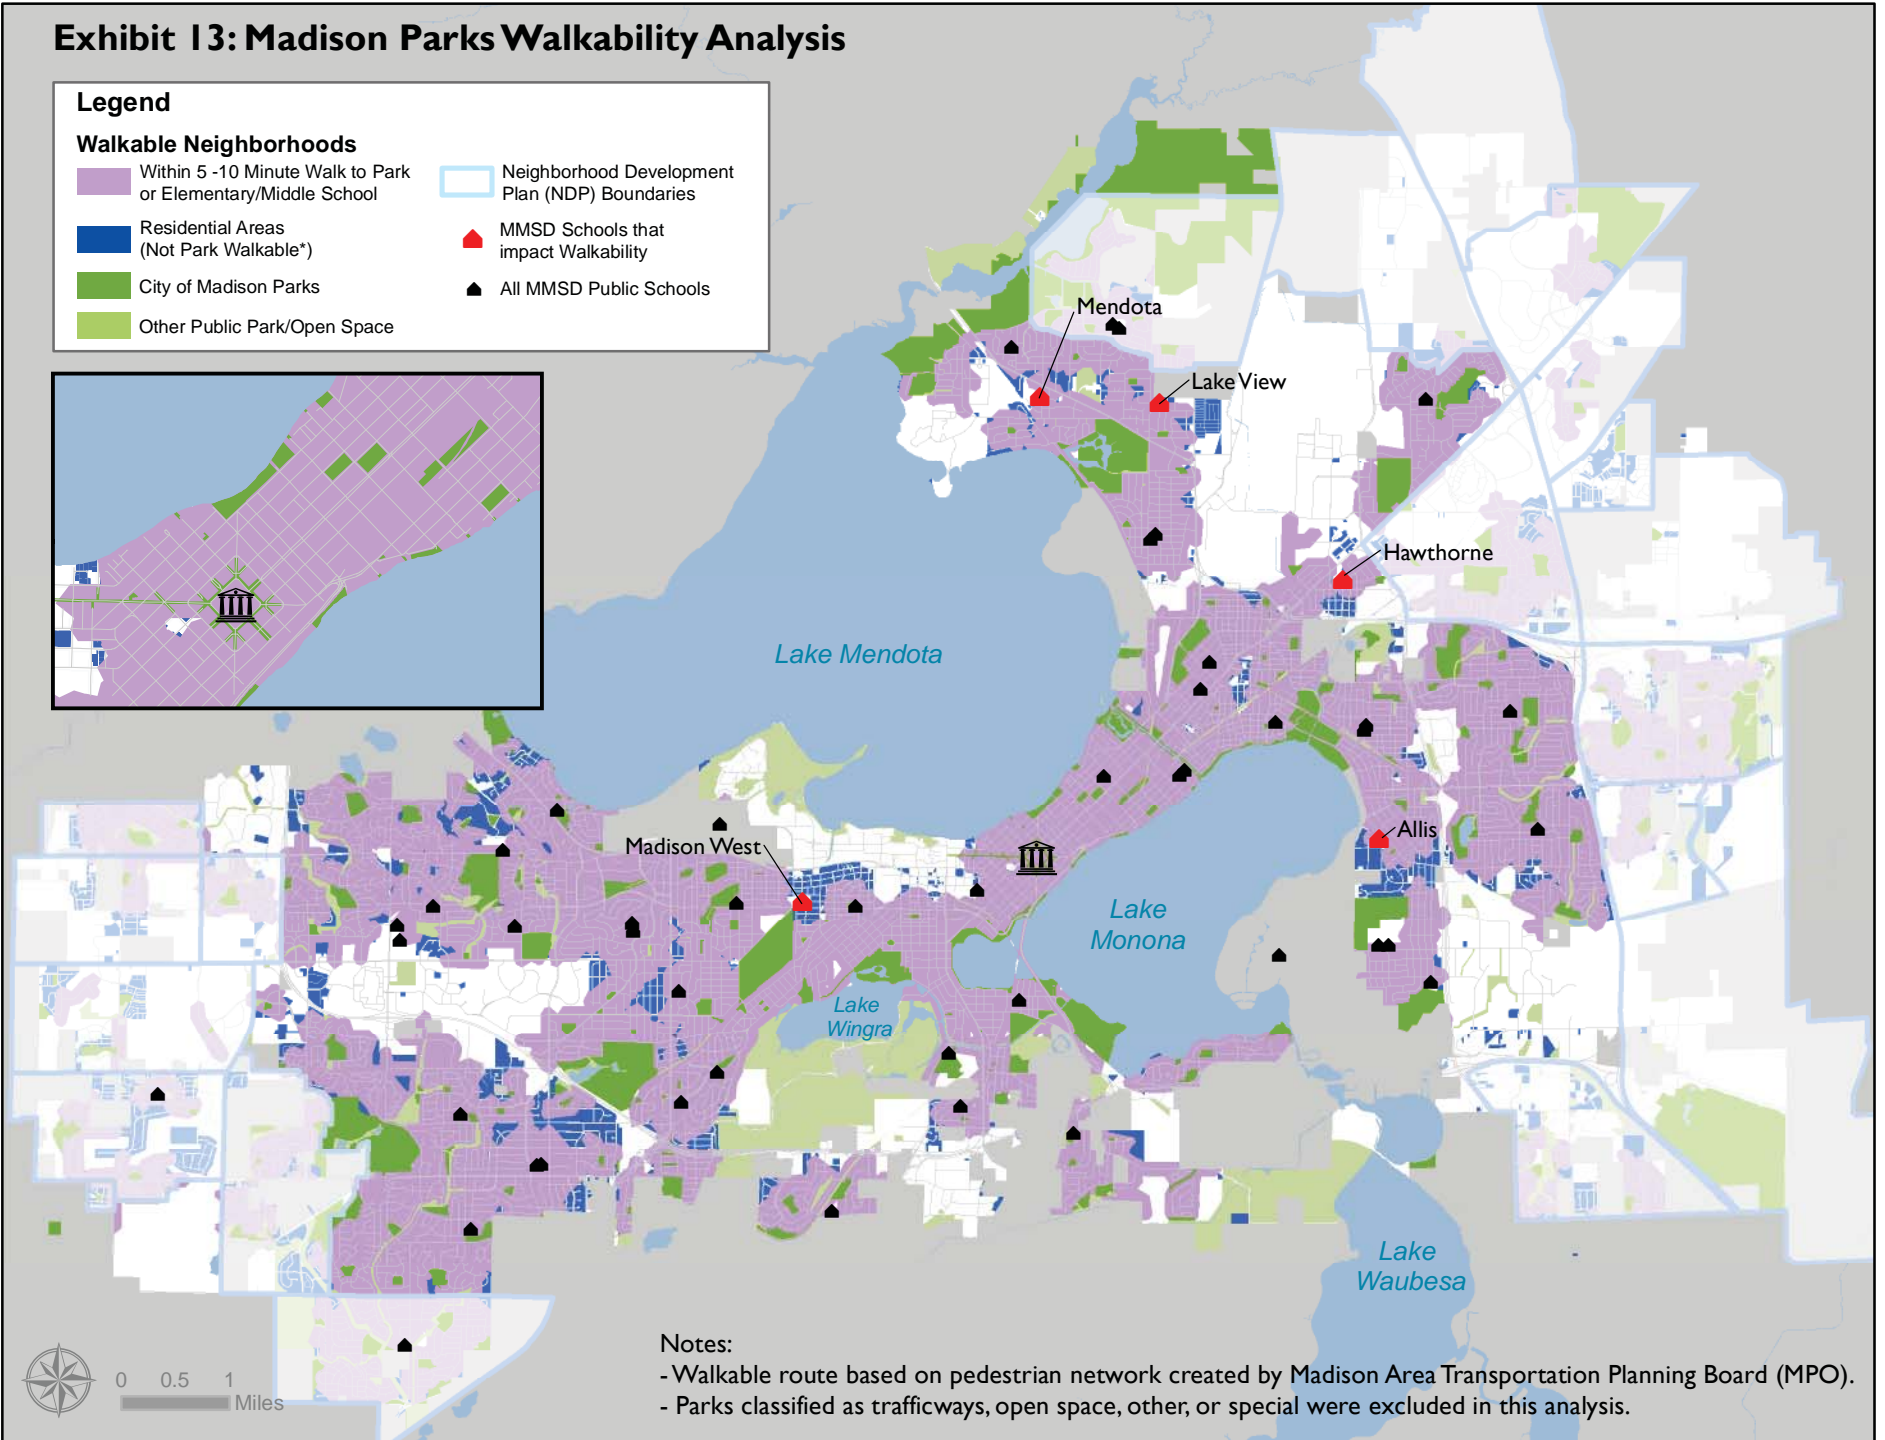 Exhibit 13: Madison Parks Walkability Analysis
Legend
Walkable Neighborhoods
Within 5 -10 Minute Walk to Park
or Elementary/Middle School
Residential Areas
(Not Park Walkable*)
City of Madison Parks
Other Public Park/Open Space
Neighborhood Development
Plan (NDP) Boundaries
MMSD Schools that
impact Walkability
All MMSD Public Schools
Mendota
Lake View
Hawthorne
Lake Mendota
Allis
Madison West
Lake
Monona
Lake
Wingra
Lake
Waubesa
0 0.5 1
Miles
Notes:
- Walkable route based on pedestrian network created by Madison Area Transportation Planning Board (MPO).
- Parks classified as trafficways, open space, other, or special were excluded in this analysis.